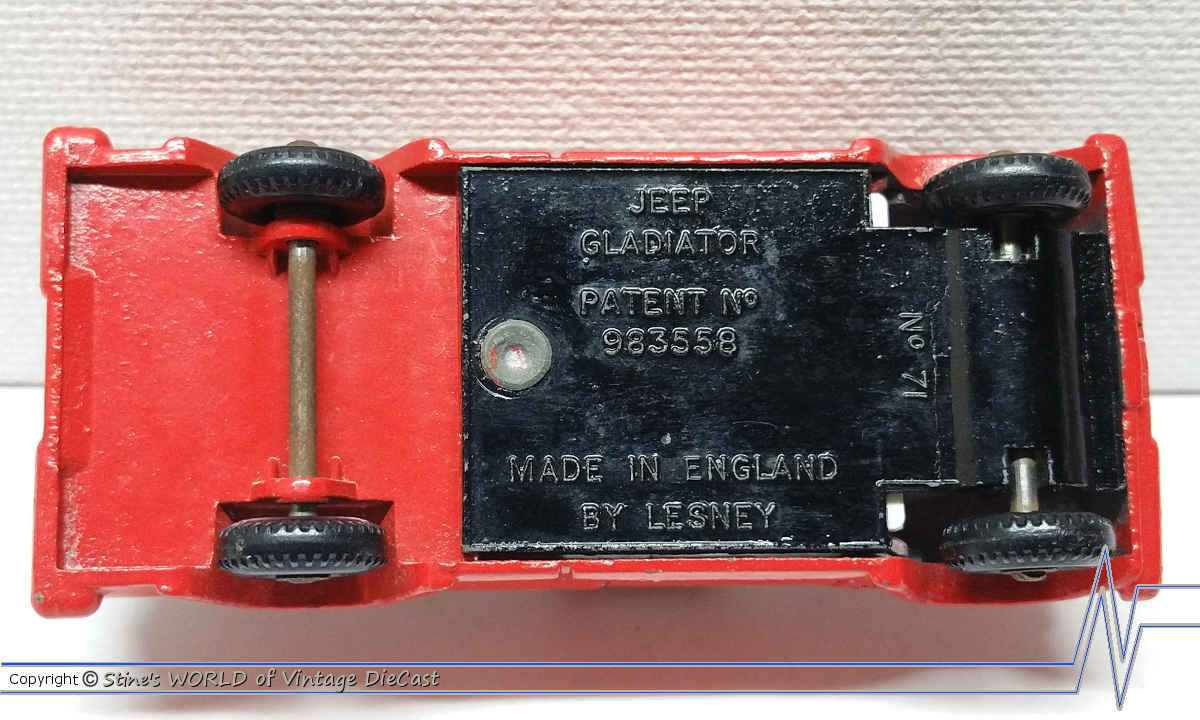 JEEP
GLADIATOR
PATENT Nº
983558
No 71
MADE IN ENGLAND
BY LESNEY
Copyright © Stine's WORLD of Vintage DieCast